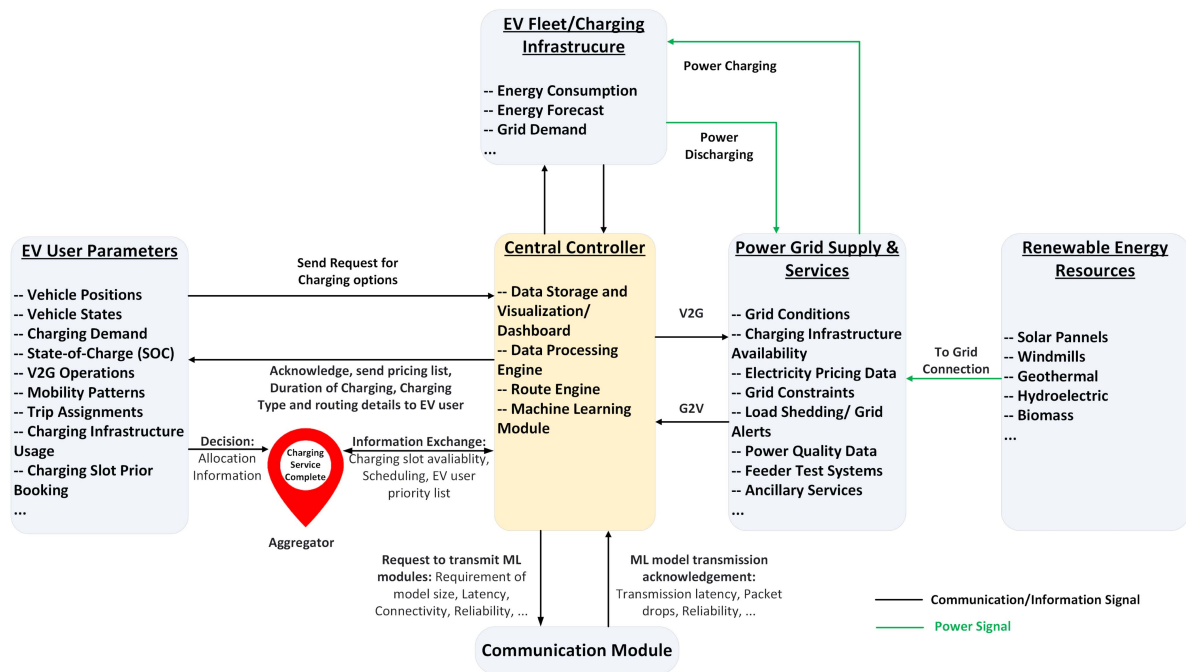 EV Fleet/Charging
Infrastrucure
-- Energy Consumption
-- Energy Forecast
-- Grid Demand
...
Power Charging
Power
Discharging
EV User Parameters
-- Vehicle Positions
-- Vehicle States
-- Charging Demand
-- State-of-Charge (SOC)
-- V2G Operations
-- Mobility Patterns
-- Trip Assignments
-- Charging Infrastructure
Usage
-- Charging Slot Prior
Booking
...
Send Request for
Charging options
Acknowledge, send pricing list,
Duration of Charging, Charging
Type and routing details to EV user
Decision:
Allocation
Information
Charging
Service
Complete
Aggregator
Information Exchange:
Charging slot avaliablity,
Scheduling, EV user
priority list
Central Controller
-- Data Storage and
Visualization/
Dashboard
-- Data Processing
Engine
-- Route Engine
-- Machine Learning
Module
V2G
G2V
Power Grid Supply &
Services
-- Grid Conditions
-- Charging Infrastructure
Availability
-- Electricity Pricing Data
-- Grid Constraints
-- Load Shedding/ Grid
Alerts
-- Power Quality Data
-- Feeder Test Systems
-- Ancillary Services
...
To Grid
Connection
Renewable Energy
Resources
-- Solar Pannels
-- Windmills
-- Geothermal
-- Hydroelectric
-- Biomass
...
Request to transmit ML
modules: Requirement of
model size, Latency,
Connectivity, Reliability, ...
ML model transmission
acknowledgement:
Transmission latency, Packet
drops, Reliability, ...
Communication Module
Communication/Information Signal
Power Signal